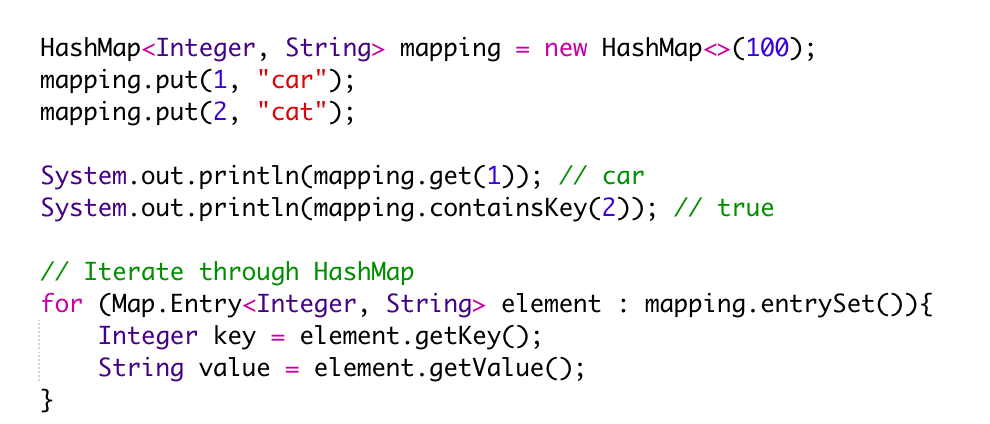 HashMap<Integer, String> mapping = new HashMap<>(100);
mapping.put(1, "car");
mapping.put(2, "cat");

System.out.println(mapping.get(1)); // car
System.out.println(mapping.containsKey(2)); // true

// Iterate through HashMap
for (Map.Entry<Integer, String> element : mapping.entrySet()){
    Integer key = element.getKey();
    String value = element.getValue();
}